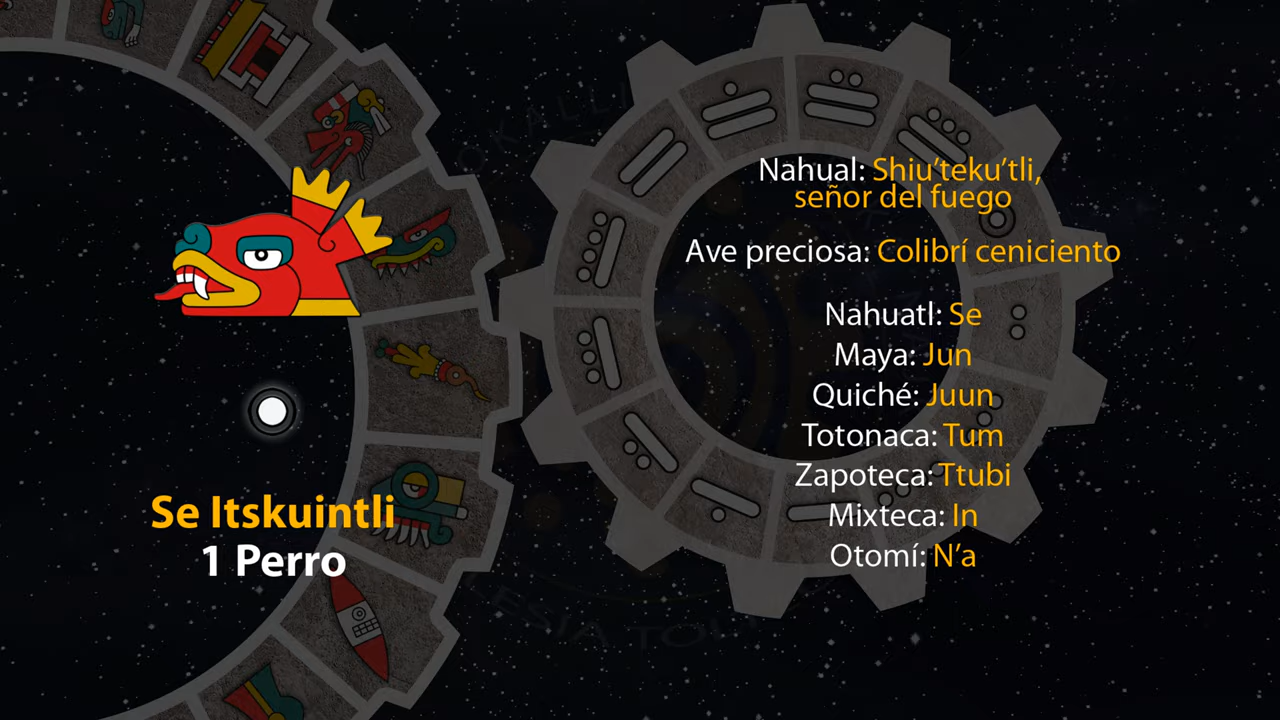 Nahual: Shiu’teku’tli,
señor del fuego
Ave preciosa: Colibrí ceniciento
Nahuatl: Se
Maya: Jun
Quiché: Juun
Totonaca: Tum
Zapoteca: Ttubi
Mixteca: In
Otomí: N’a
Se Itskuintli
1 Perro